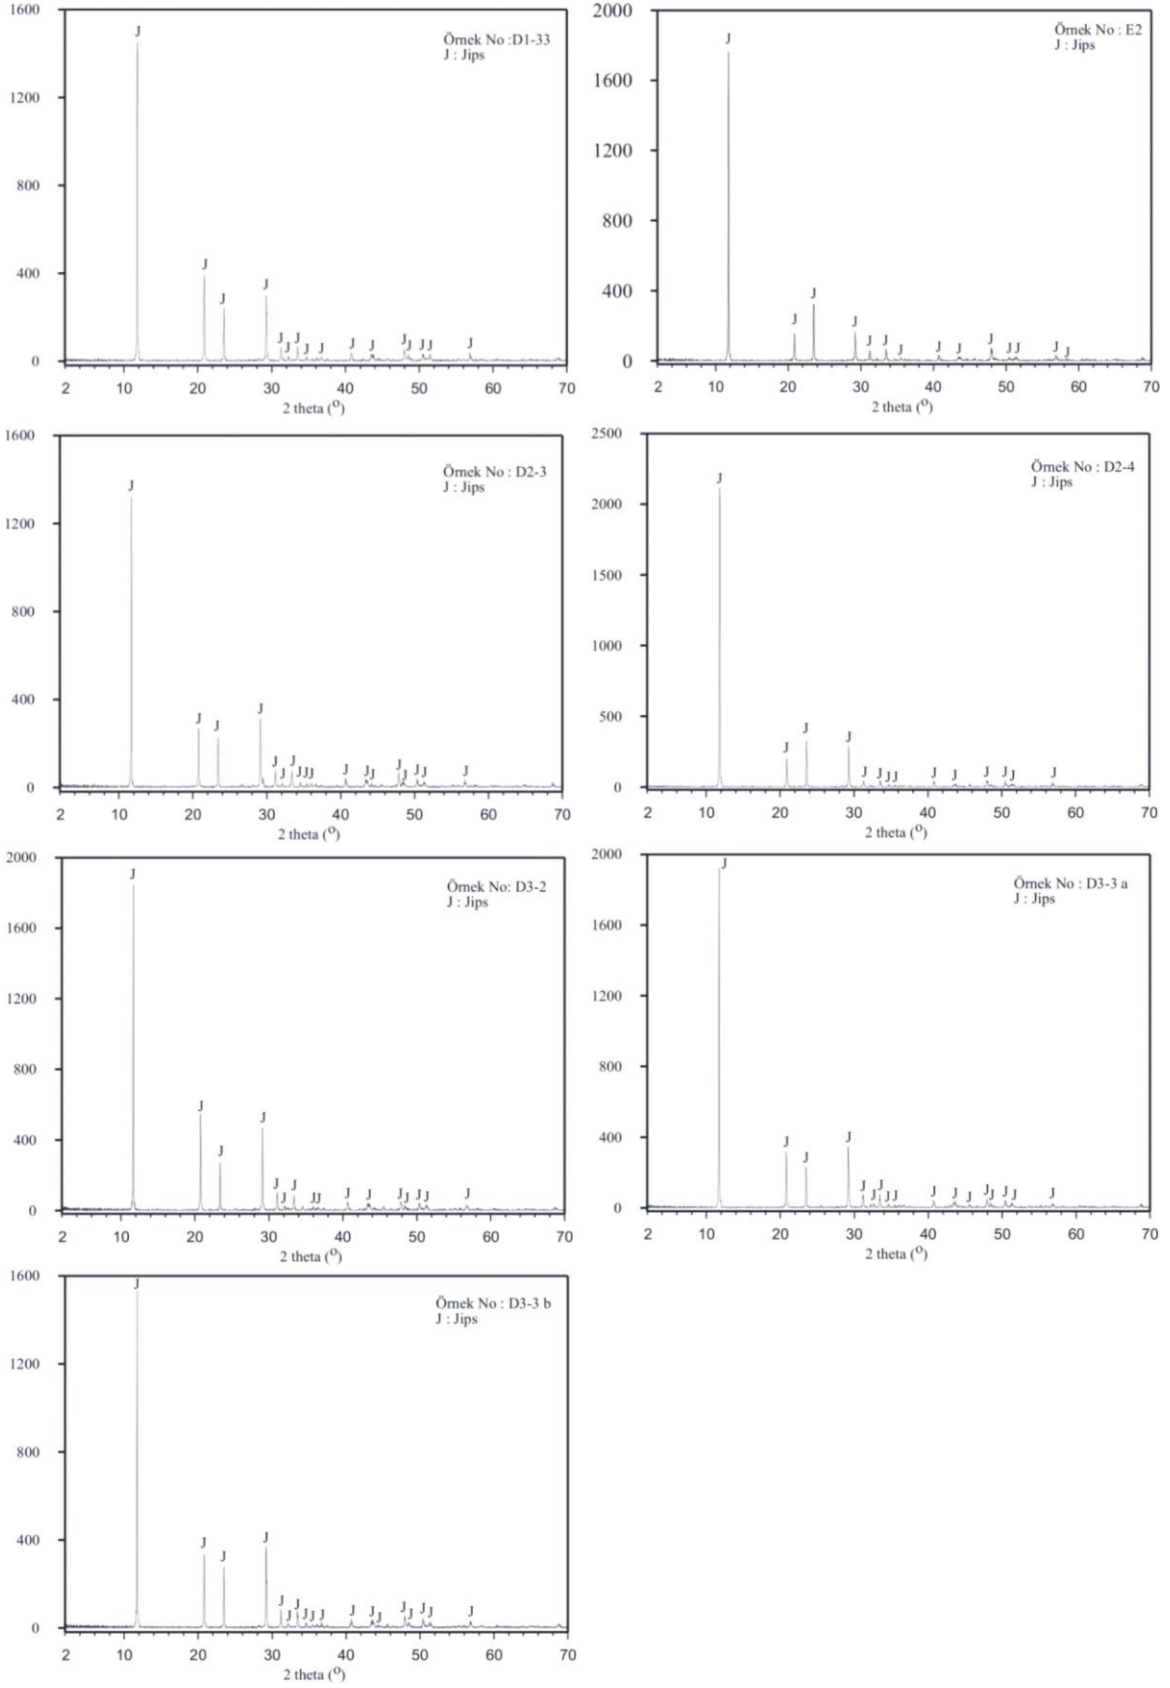 1600
1200
800
400
0
J
J
J
J
J J J J J J J J J J J J J
Örnek No :D1-33
J : Jips
2 10 20 30 40 50 60 70
2 theta (°)
2000
1600
1200
800
400
0
J
J
J
J
J J J J J J J J J J
Örnek No : E2
J : Jips
2 10 20 30 40 50 60 70
2 theta (°)
1600
1200
800
400
0
J
J
J
J
J J J J J J J J J J J J J J
Örnek No : D2-3
J : Jips
2 10 20 30 40 50 60 70
2 theta (°)
2500
2000
1500
1000
500
0
J
J
J
J
J J J J J J J J J J
Örnek No : D2-4
J : Jips
2 10 20 30 40 50 60 70
2 theta (°)
2000
1600
1200
800
400
0
J
J
J
J
J J J J J J J J J J J J
Örnek No: D3-2
J : Jips
2 10 20 30 40 50 60 70
2 theta (°)
2000
1600
1200
800
400
0
J
J
J
J
J J J J J J J J J J J J J
Örnek No : D3-3 a
J : Jips
2 10 20 30 40 50 60 70
2 theta (°)
1600
1200
800
400
0
J
J
J
J
J J J J J J J J J J J J J J
Örnek No : D3-3 b
J : Jips
2 10 20 30 40 50 60 70
2 theta (°)